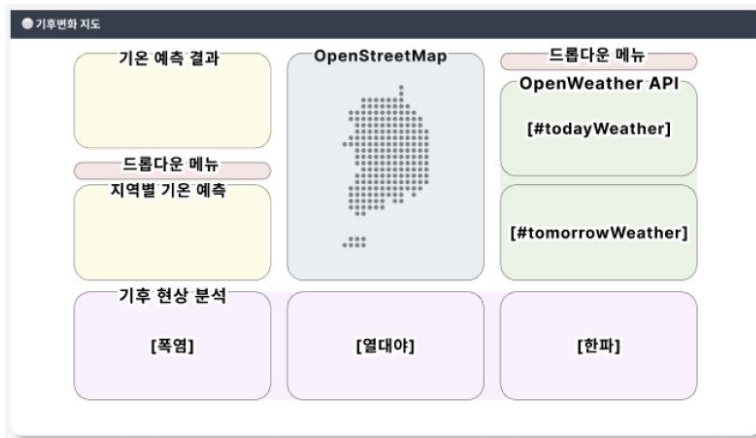 기후변화 지도
기온 예측 결과
OpenStreetMap
드롭다운 메뉴
OpenWeather API
[#todayWeather]
드롭다운 메뉴
지역별 기온 예측
[#tomorrowWeather]
기후 현상 분석
[폭염]
[열대야]
[한파]